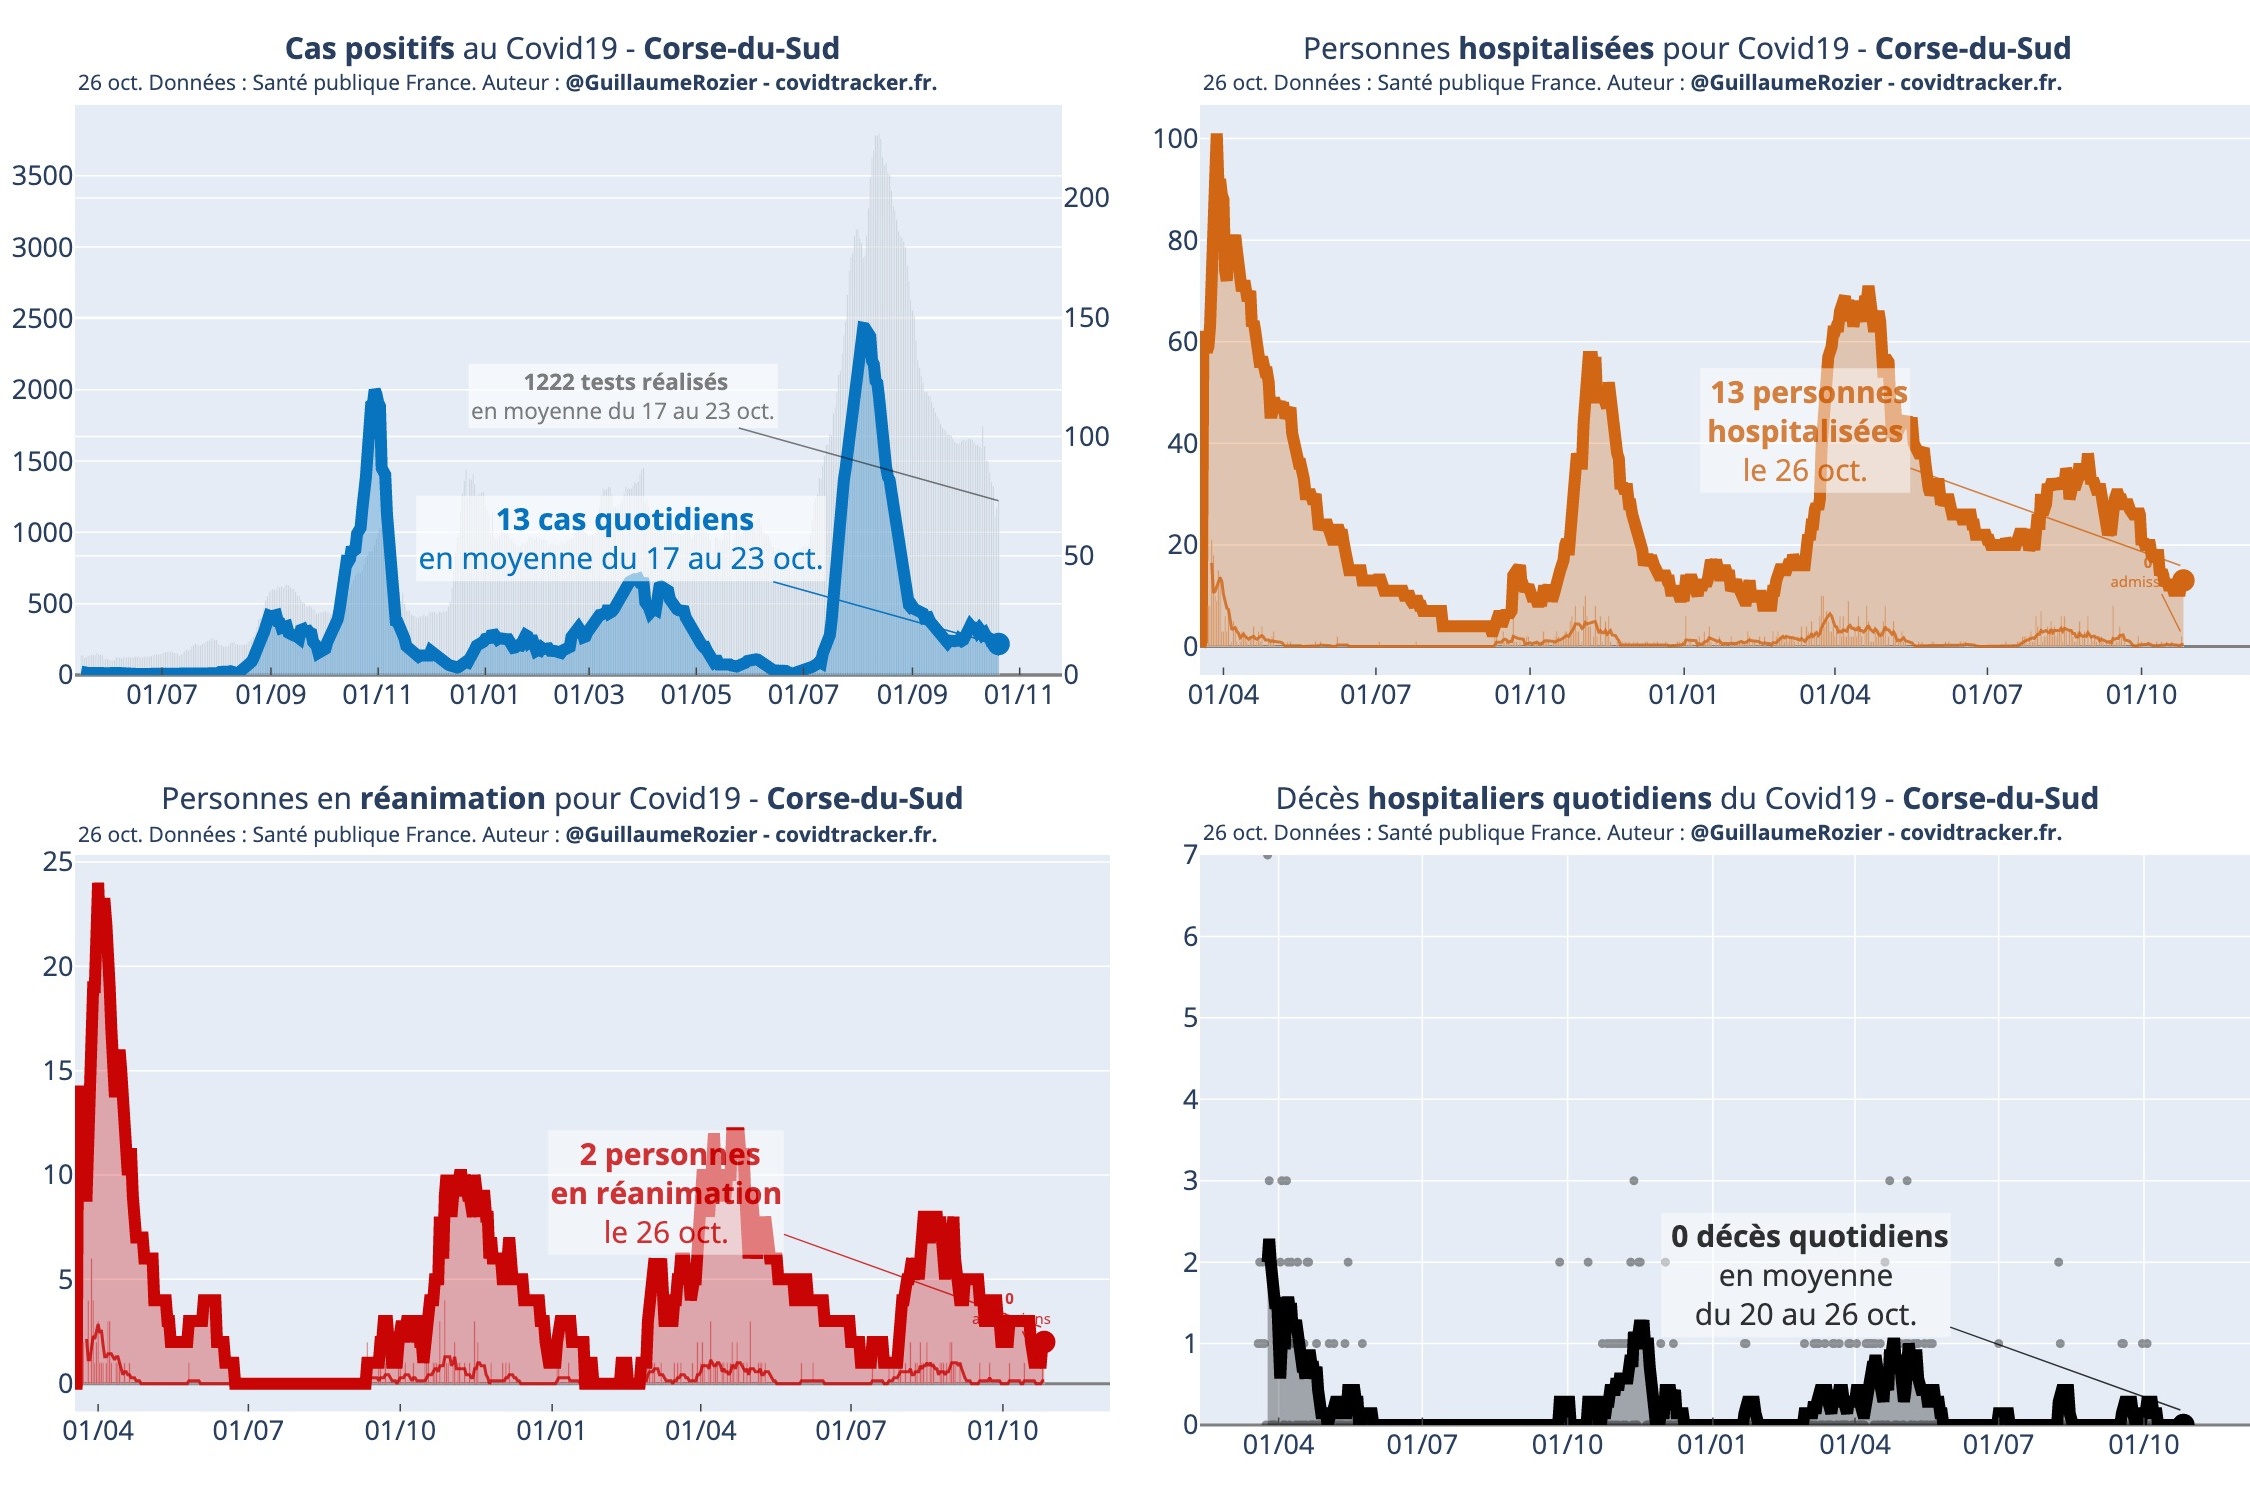 Cas positifs au Covid19 - Corse-du-Sud
26 oct. Données : Santé publique France. Auteur : @GuillaumeRozier - covidtracker.fr.
3500
3000
2500
2000
1500
1000
500
0
200
150
100
50
0
1222 tests réalisés
en moyenne du 17 au 23 oct.
13 cas quotidiens
en moyenne du 17 au 23 oct.
01/07 01/09 01/11 01/01 01/03 01/05 01/07 01/09 01/11
Personnes hospitalisées pour Covid19 - Corse-du-Sud
26 oct. Données : Santé publique France. Auteur : @GuillaumeRozier - covidtracker.fr.
100
80
60
40
20
0
13 personnes
hospitalisées
le 26 oct.
0
01/04 01/07 01/10 01/01 01/04 01/07 01/10
Personnes en réanimation pour Covid19 - Corse-du-Sud
26 oct. Données : Santé publique France. Auteur : @GuillaumeRozier - covidtracker.fr.
25
20
15
10
5
0
2 personnes
en réanimation
le 26 oct.
0
01/04 01/07 01/10 01/01 01/04 01/07 01/10
Décès hospitaliers quotidiens du Covid19 - Corse-du-Sud
26 oct. Données : Santé publique France. Auteur : @GuillaumeRozier - covidtracker.fr.
7
6
5
4
3
2
1
0
0 décès quotidiens
en moyenne
du 20 au 26 oct.
01/04 01/07 01/10 01/01 01/04 01/07 01/10